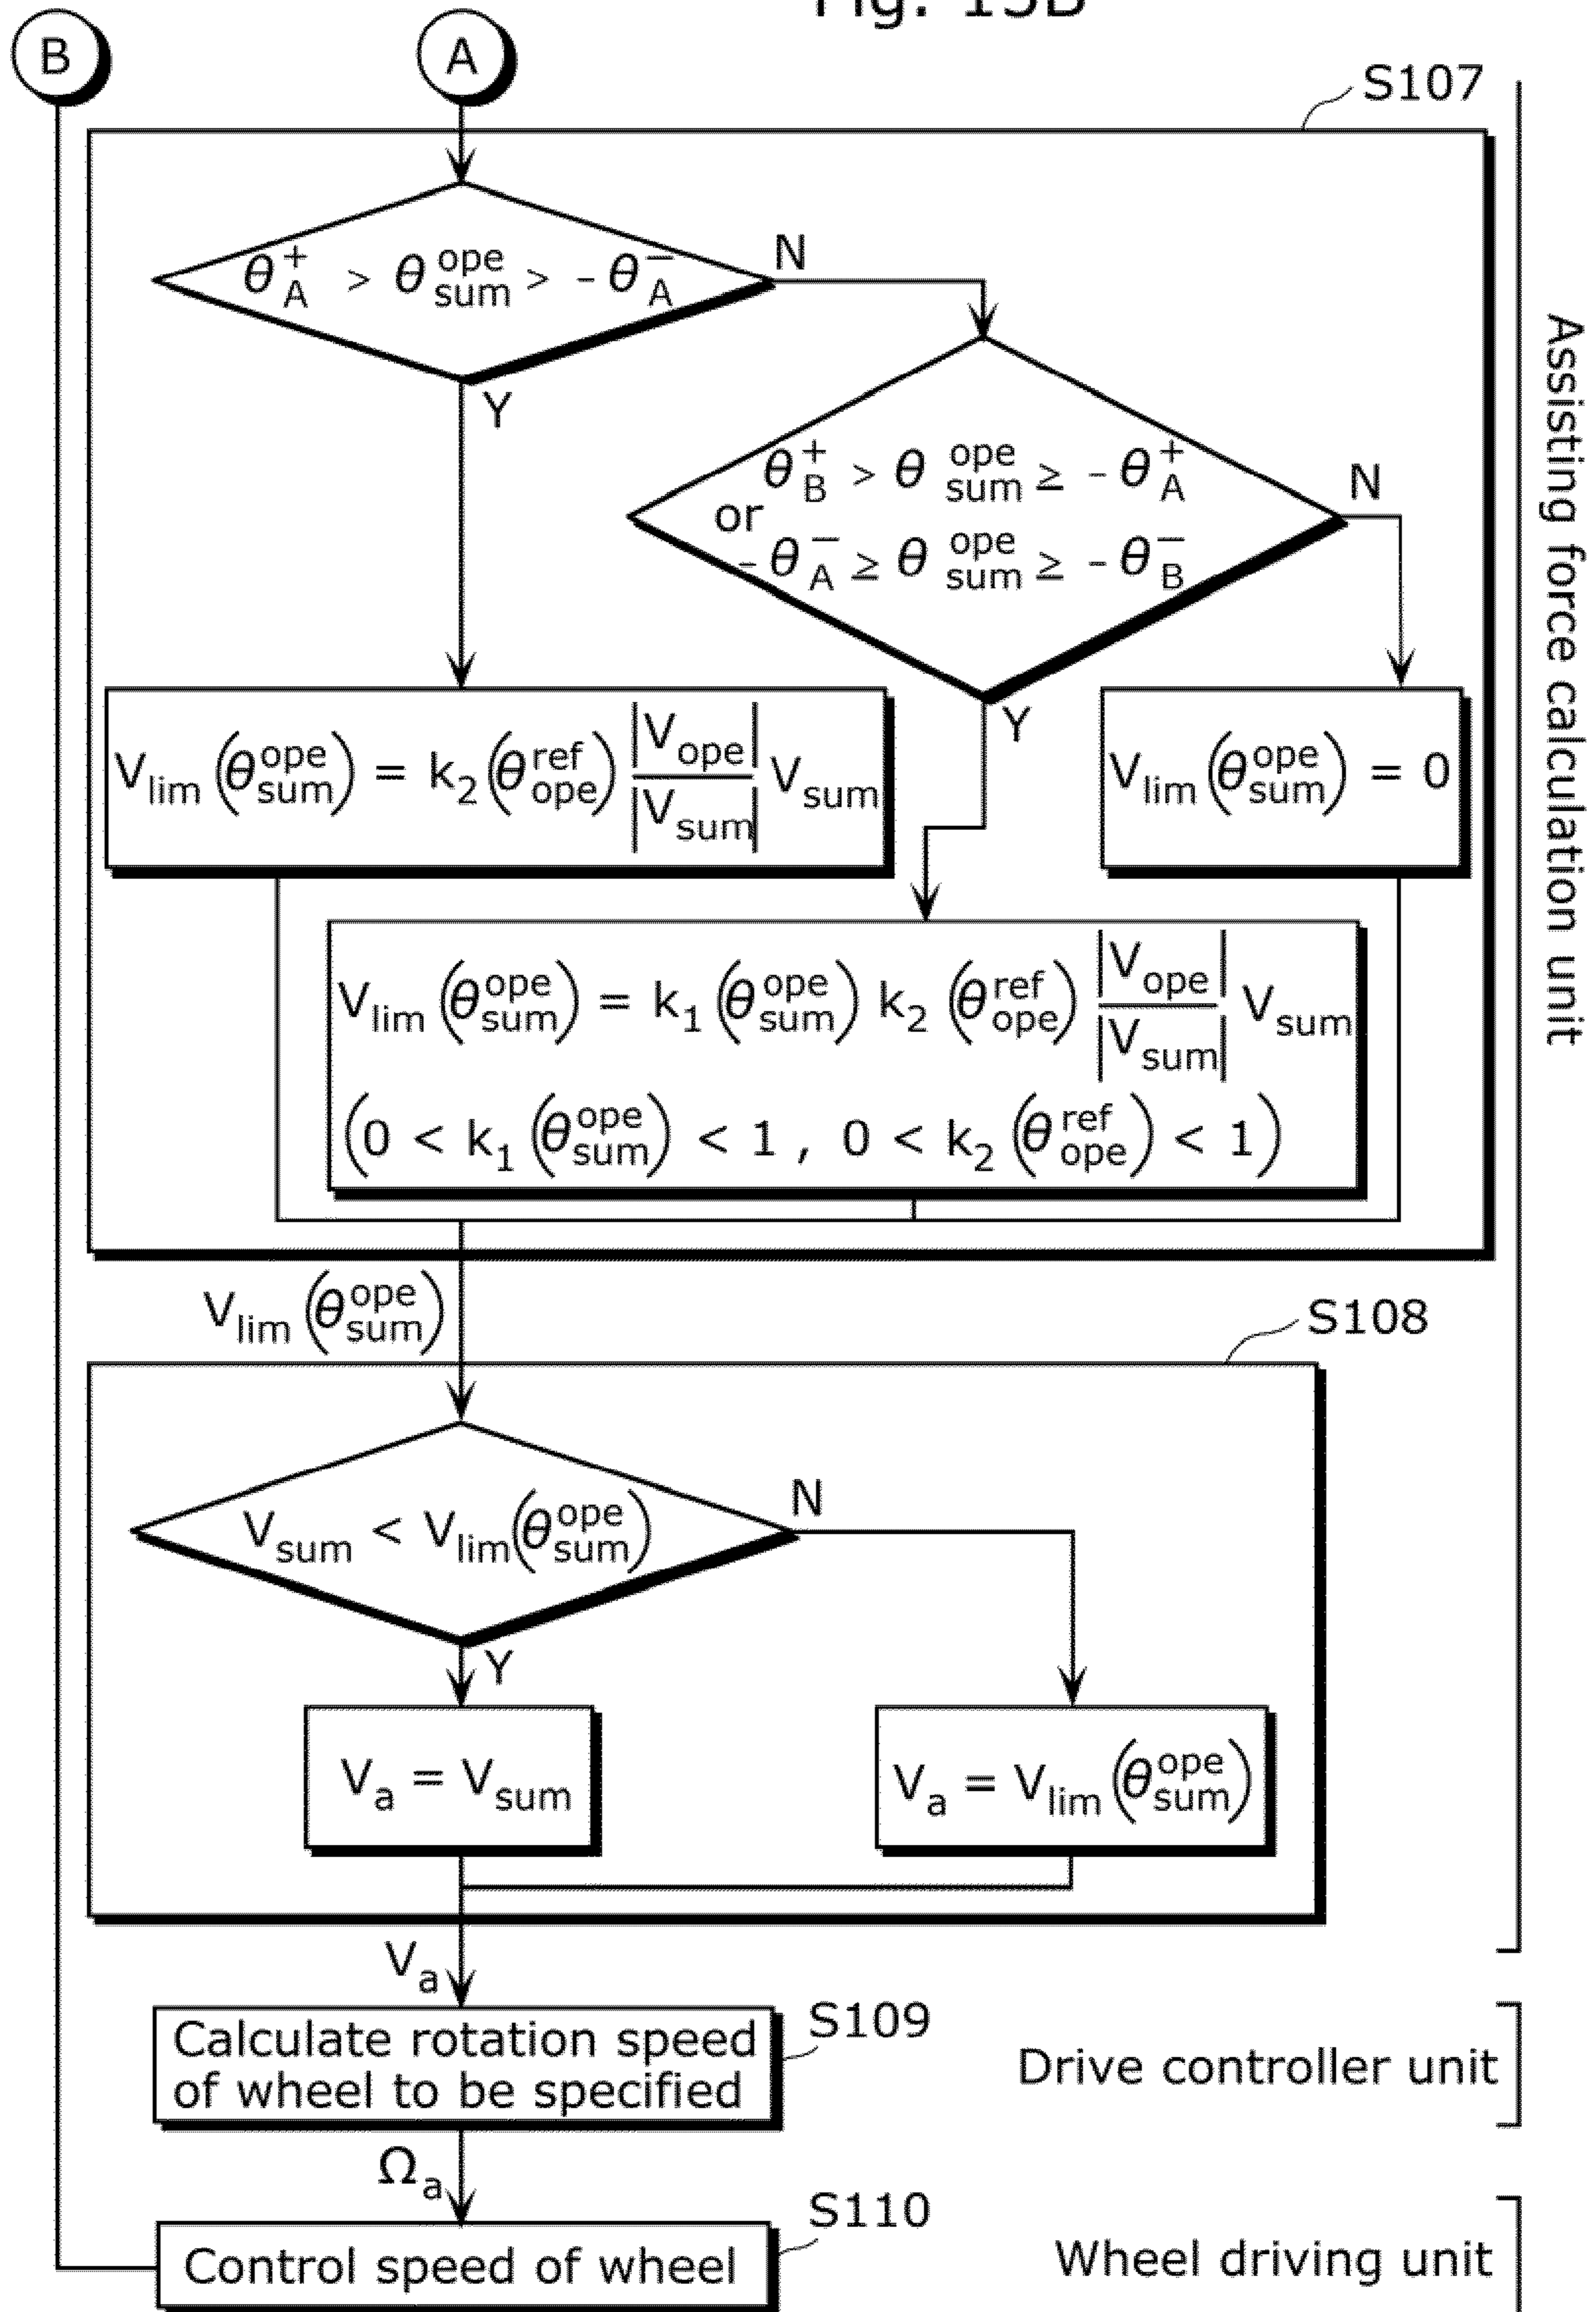 Fig. 15B
B
A
S107
θ_A^+ > θ_sum^ope > -θ_A^-
N
Y
θ_B^+ > θ_sum^ope ≥ -θ_A^+
or
-θ_A^- ≥ θ_sum^ope ≥ -θ_B^-
N
Y
V_lim(θ_sum^ope) = k_2(θ_ope^ref) |V_ope|/|V_sum| V_sum
V_lim(θ_sum^ope) = 0
V_lim(θ_sum^ope) = k_1(θ_sum^ope) k_2(θ_ope^ref) |V_ope|/|V_sum| V_sum
(0 < k_1(θ_sum^ope) < 1 , 0 < k_2(θ_ope^ref) < 1)
Assisting force calculation unit
V_lim(θ_sum^ope)
S108
V_sum < V_lim(θ_sum^ope)
N
Y
V_a = V_sum
V_a = V_lim(θ_sum^ope)
V_a
Calculate rotation speed
of wheel to be specified
S109
Drive controller unit
Ω_a
Control speed of wheel
S110
Wheel driving unit